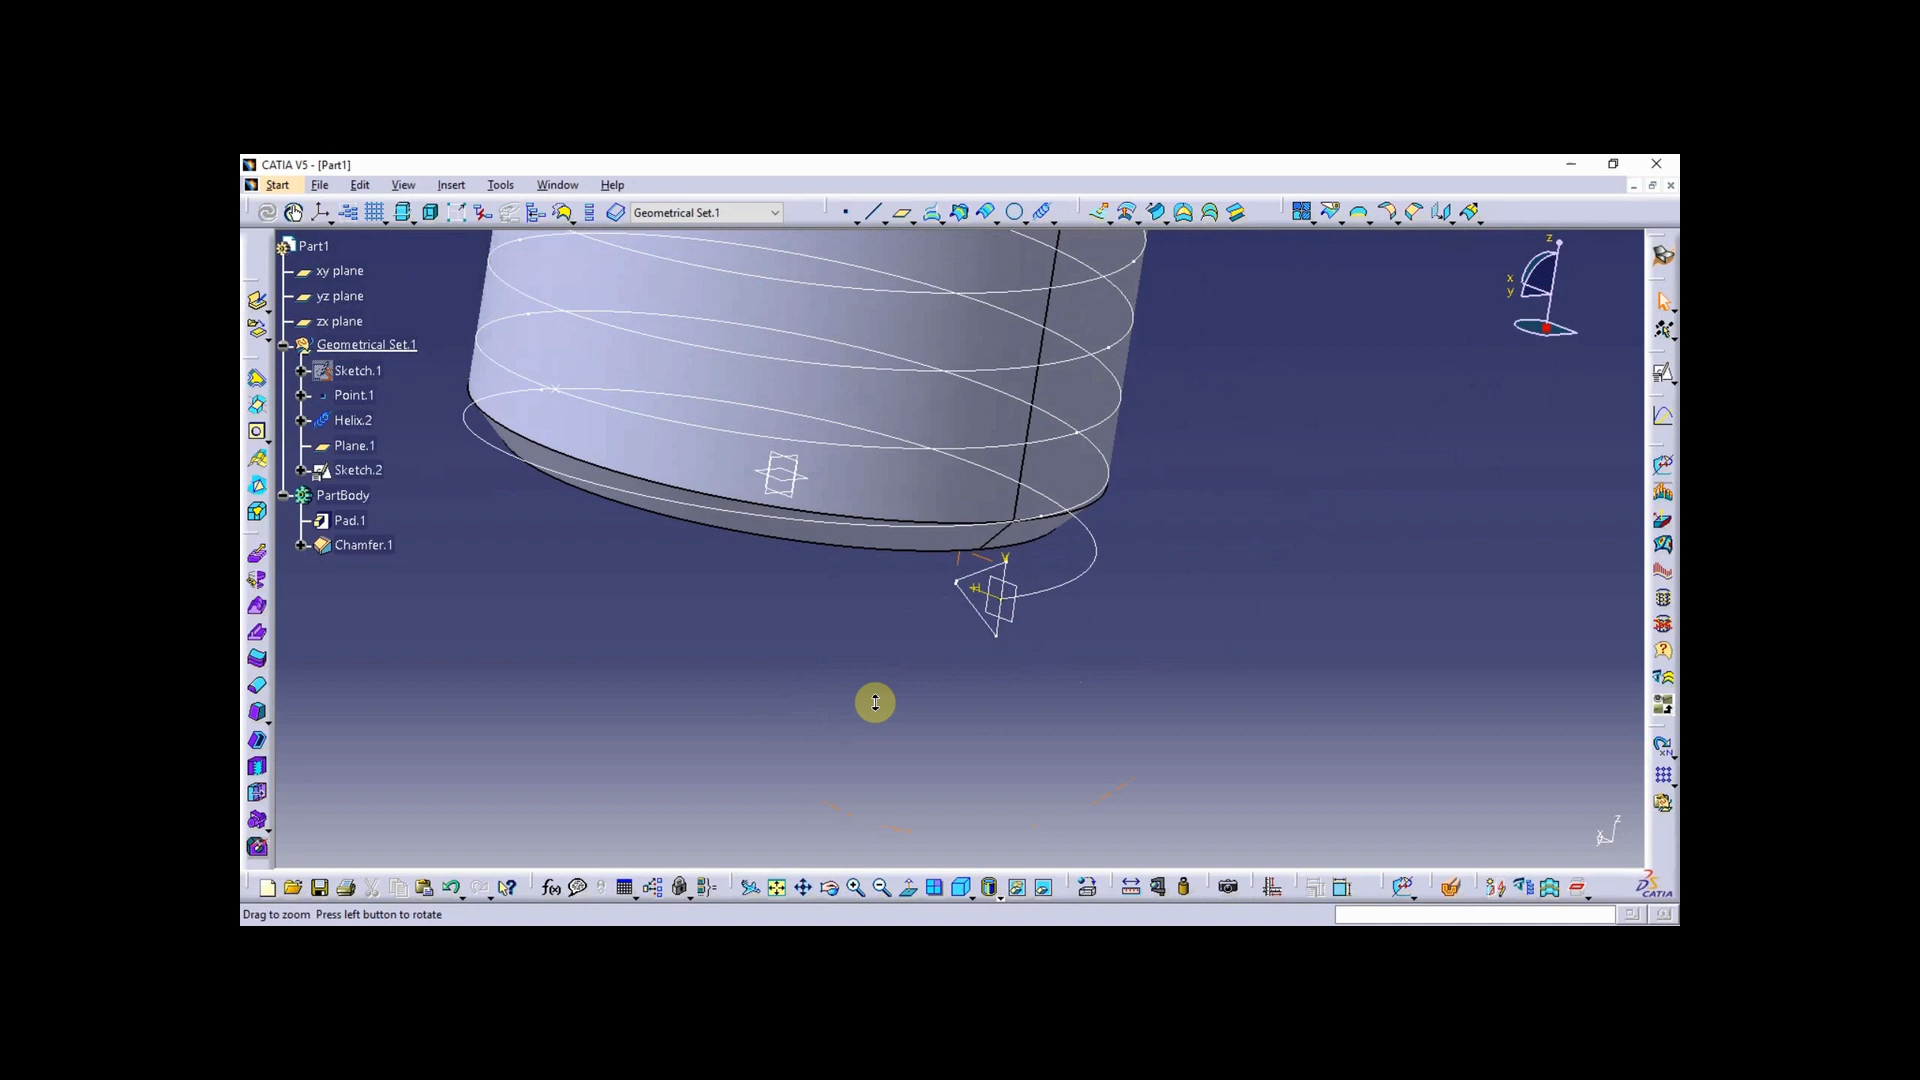 CATIA V5 - [Part1]
Start File Edit View Insert Tools Window Help
Geometrical Set.1
Part1
xy plane
yz plane
zx plane
Geometrical Set.1
Sketch.1
Point.1
Helix.2
Plane.1
Sketch.2
PartBody
Pad.1
Chamfer.1
z
x
y
V
H
z
x
y
f(x)
CATIA
Drag to zoom Press left button to rotate